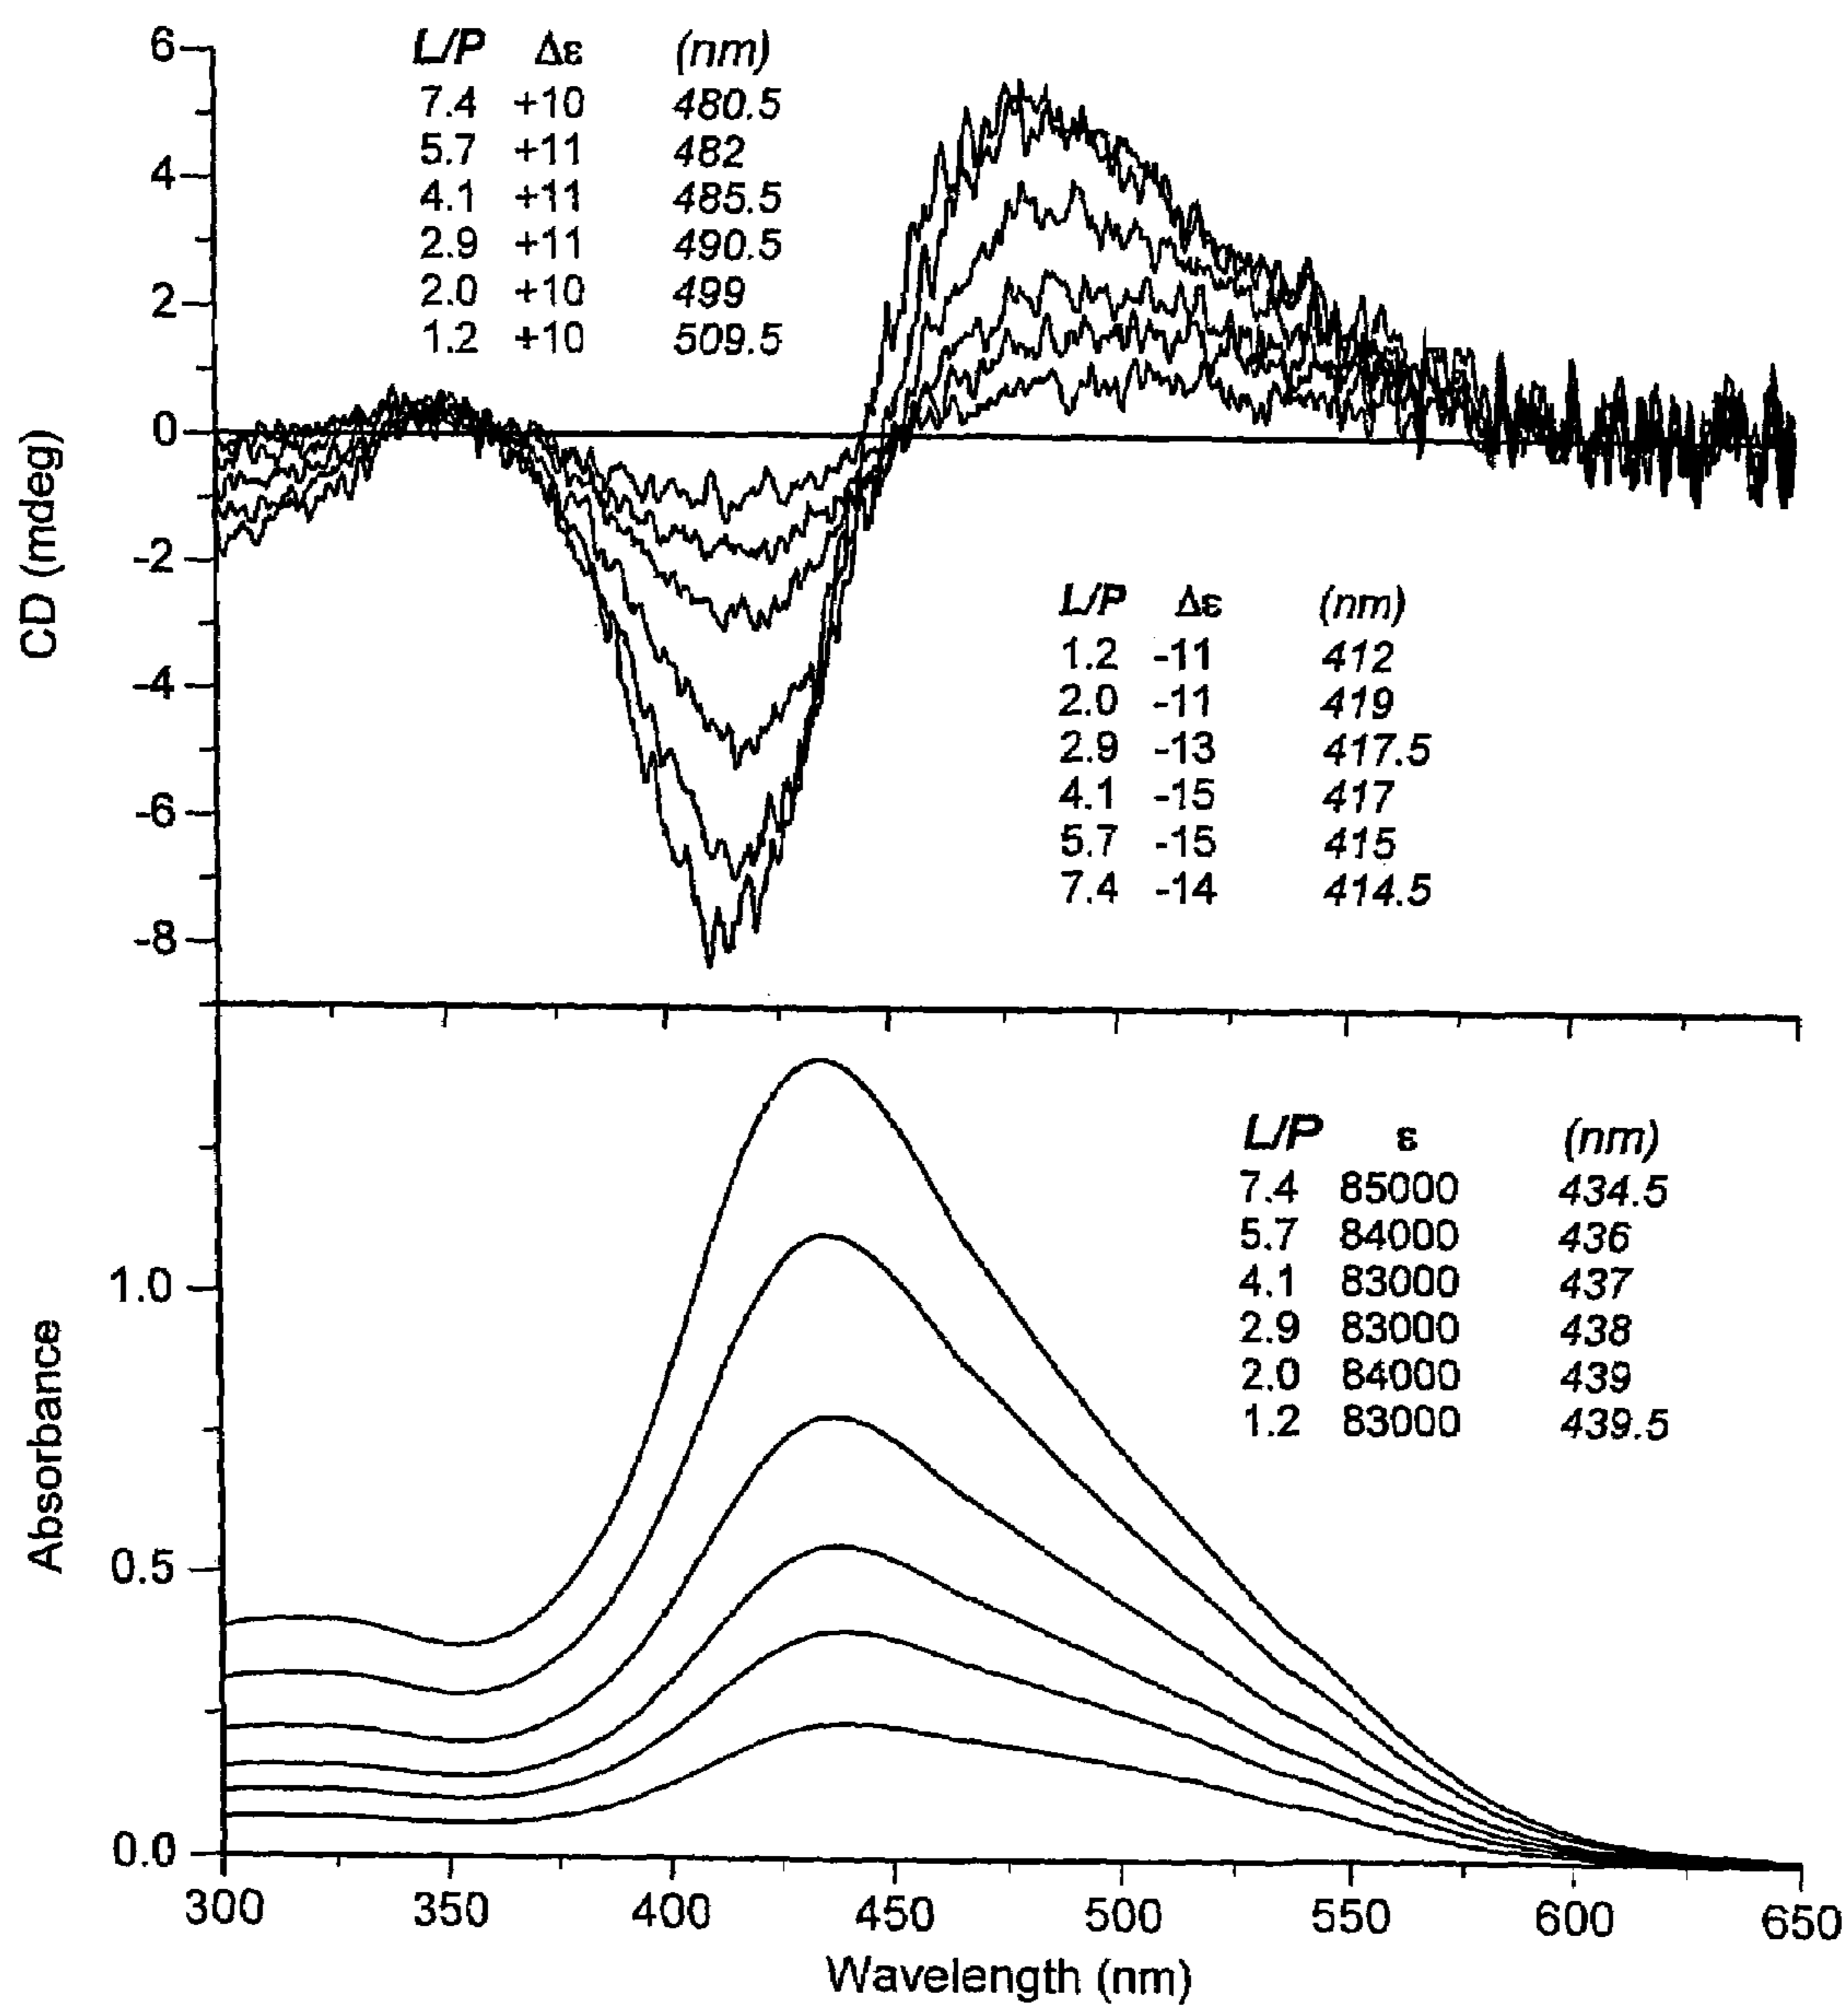 L/P Δε (nm)
7.4 +10 480.5
5.7 +11 482
4.1 +11 485.5
2.9 +11 490.5
2.0 +10 499
1.2 +10 509.5
6
4
2
0
-2
-4
-6
-8
CD (mdeg)
L/P Δε (nm)
1.2 -11 412
2.0 -11 419
2.9 -13 417.5
4.1 -15 417
5.7 -15 415
7.4 -14 414.5
L/P ε (nm)
7.4 85000 434.5
5.7 84000 436
4.1 83000 437
2.9 83000 438
2.0 84000 439
1.2 83000 439.5
1.0
0.5
0.0
Absorbance
300 350 400 450 500 550 600 650
Wavelength (nm)